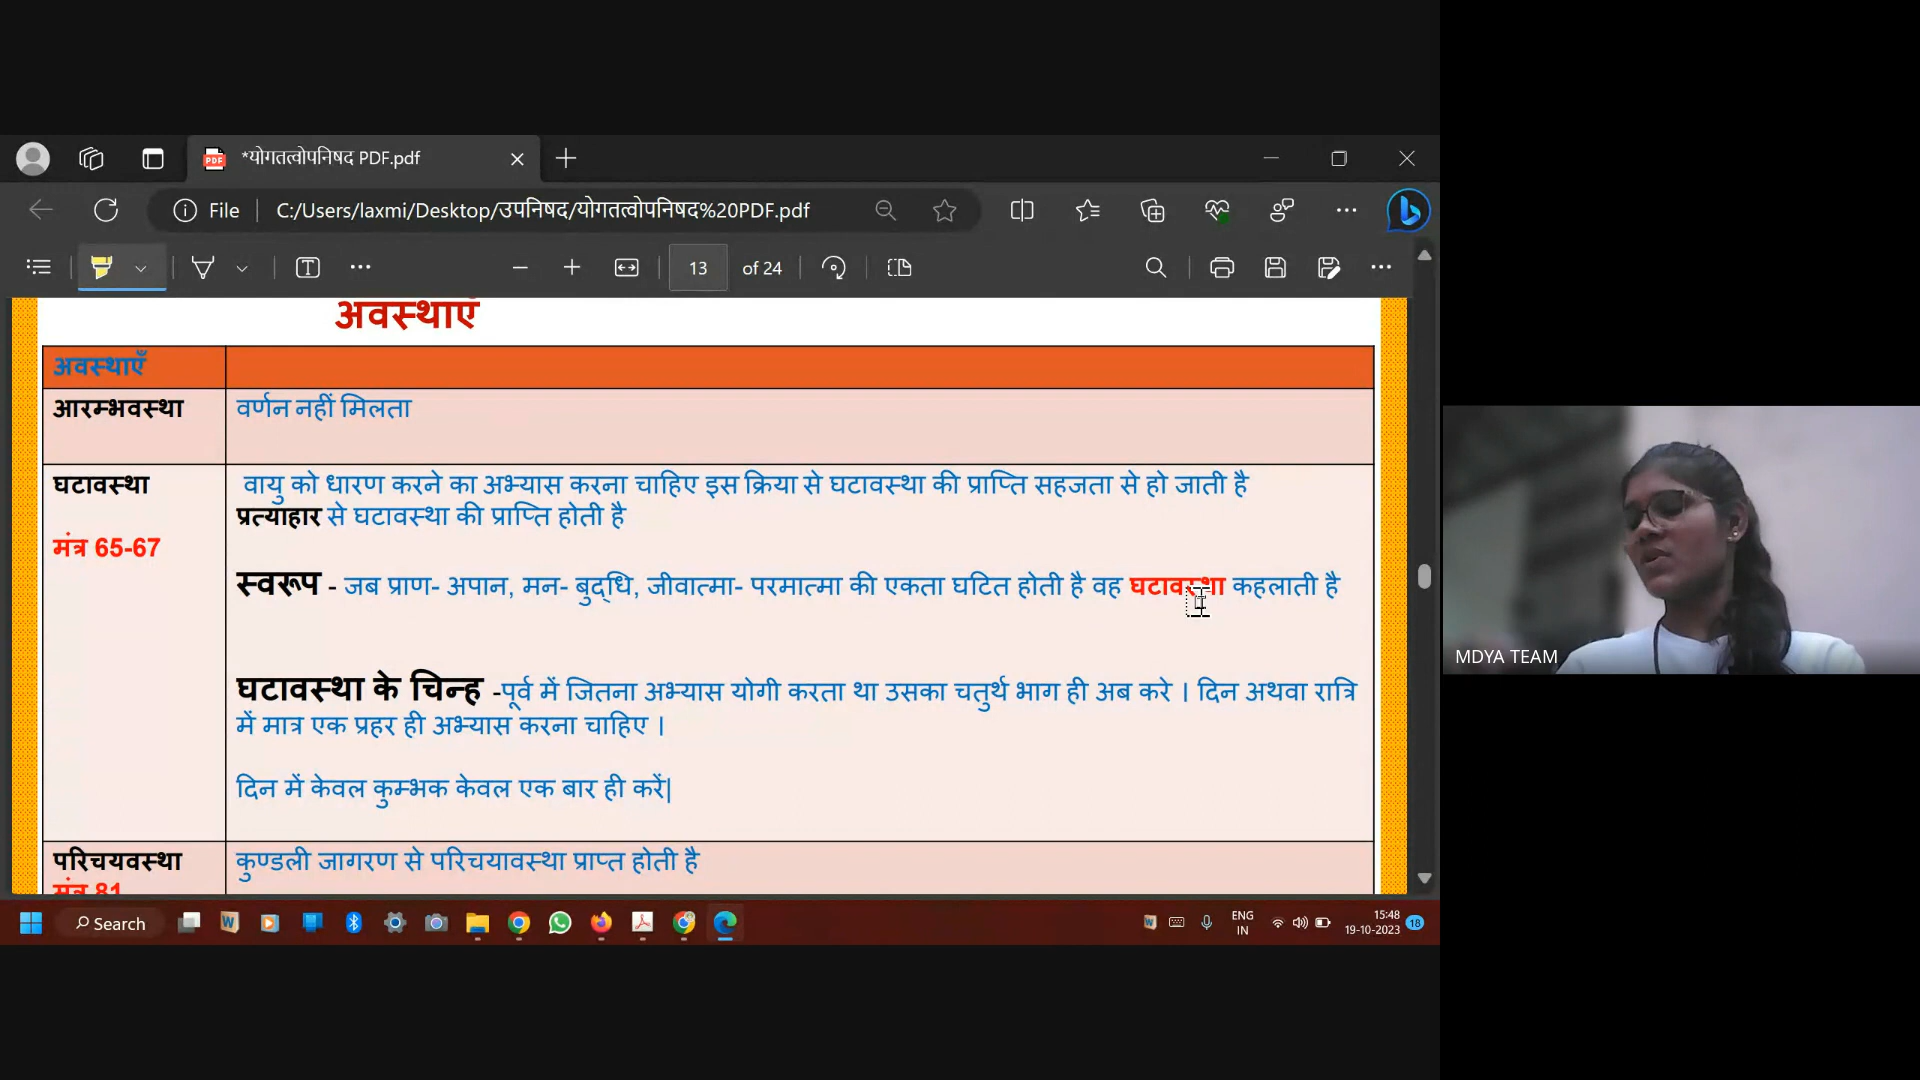 *योगतत्वोपनिषद PDF.pdf
File
C:/Users/laxmi/Desktop/उपनिषद/योगतत्वोपनिषद%20PDF.pdf
13 of 24
अवस्थाएँ
अवस्थाएँ
आरम्भवस्था
वर्णन नहीं मिलता
घटावस्था
मंत्र 65-67
वायु को धारण करने का अभ्यास करना चाहिए इस क्रिया से घटावस्था की प्राप्ति सहजता से हो जाती है
प्रत्याहार से घटावस्था की प्राप्ति होती है
स्वरूप - जब प्राण- अपान, मन- बुद्धि, जीवात्मा- परमात्मा की एकता घटित होती है वह घटावस्था कहलाती है
घटावस्था के चिन्ह -पूर्व में जितना अभ्यास योगी करता था उसका चतुर्थ भाग ही अब करे । दिन अथवा रात्रि
में मात्र एक प्रहर ही अभ्यास करना चाहिए ।
दिन में केवल कुम्भक केवल एक बार ही करें|
परिचयवस्था
मंत्र 81
कुण्डली जागरण से परिचयावस्था प्राप्त होती है
MDYA TEAM
Search
ENG
IN
15:48
19-10-2023
18